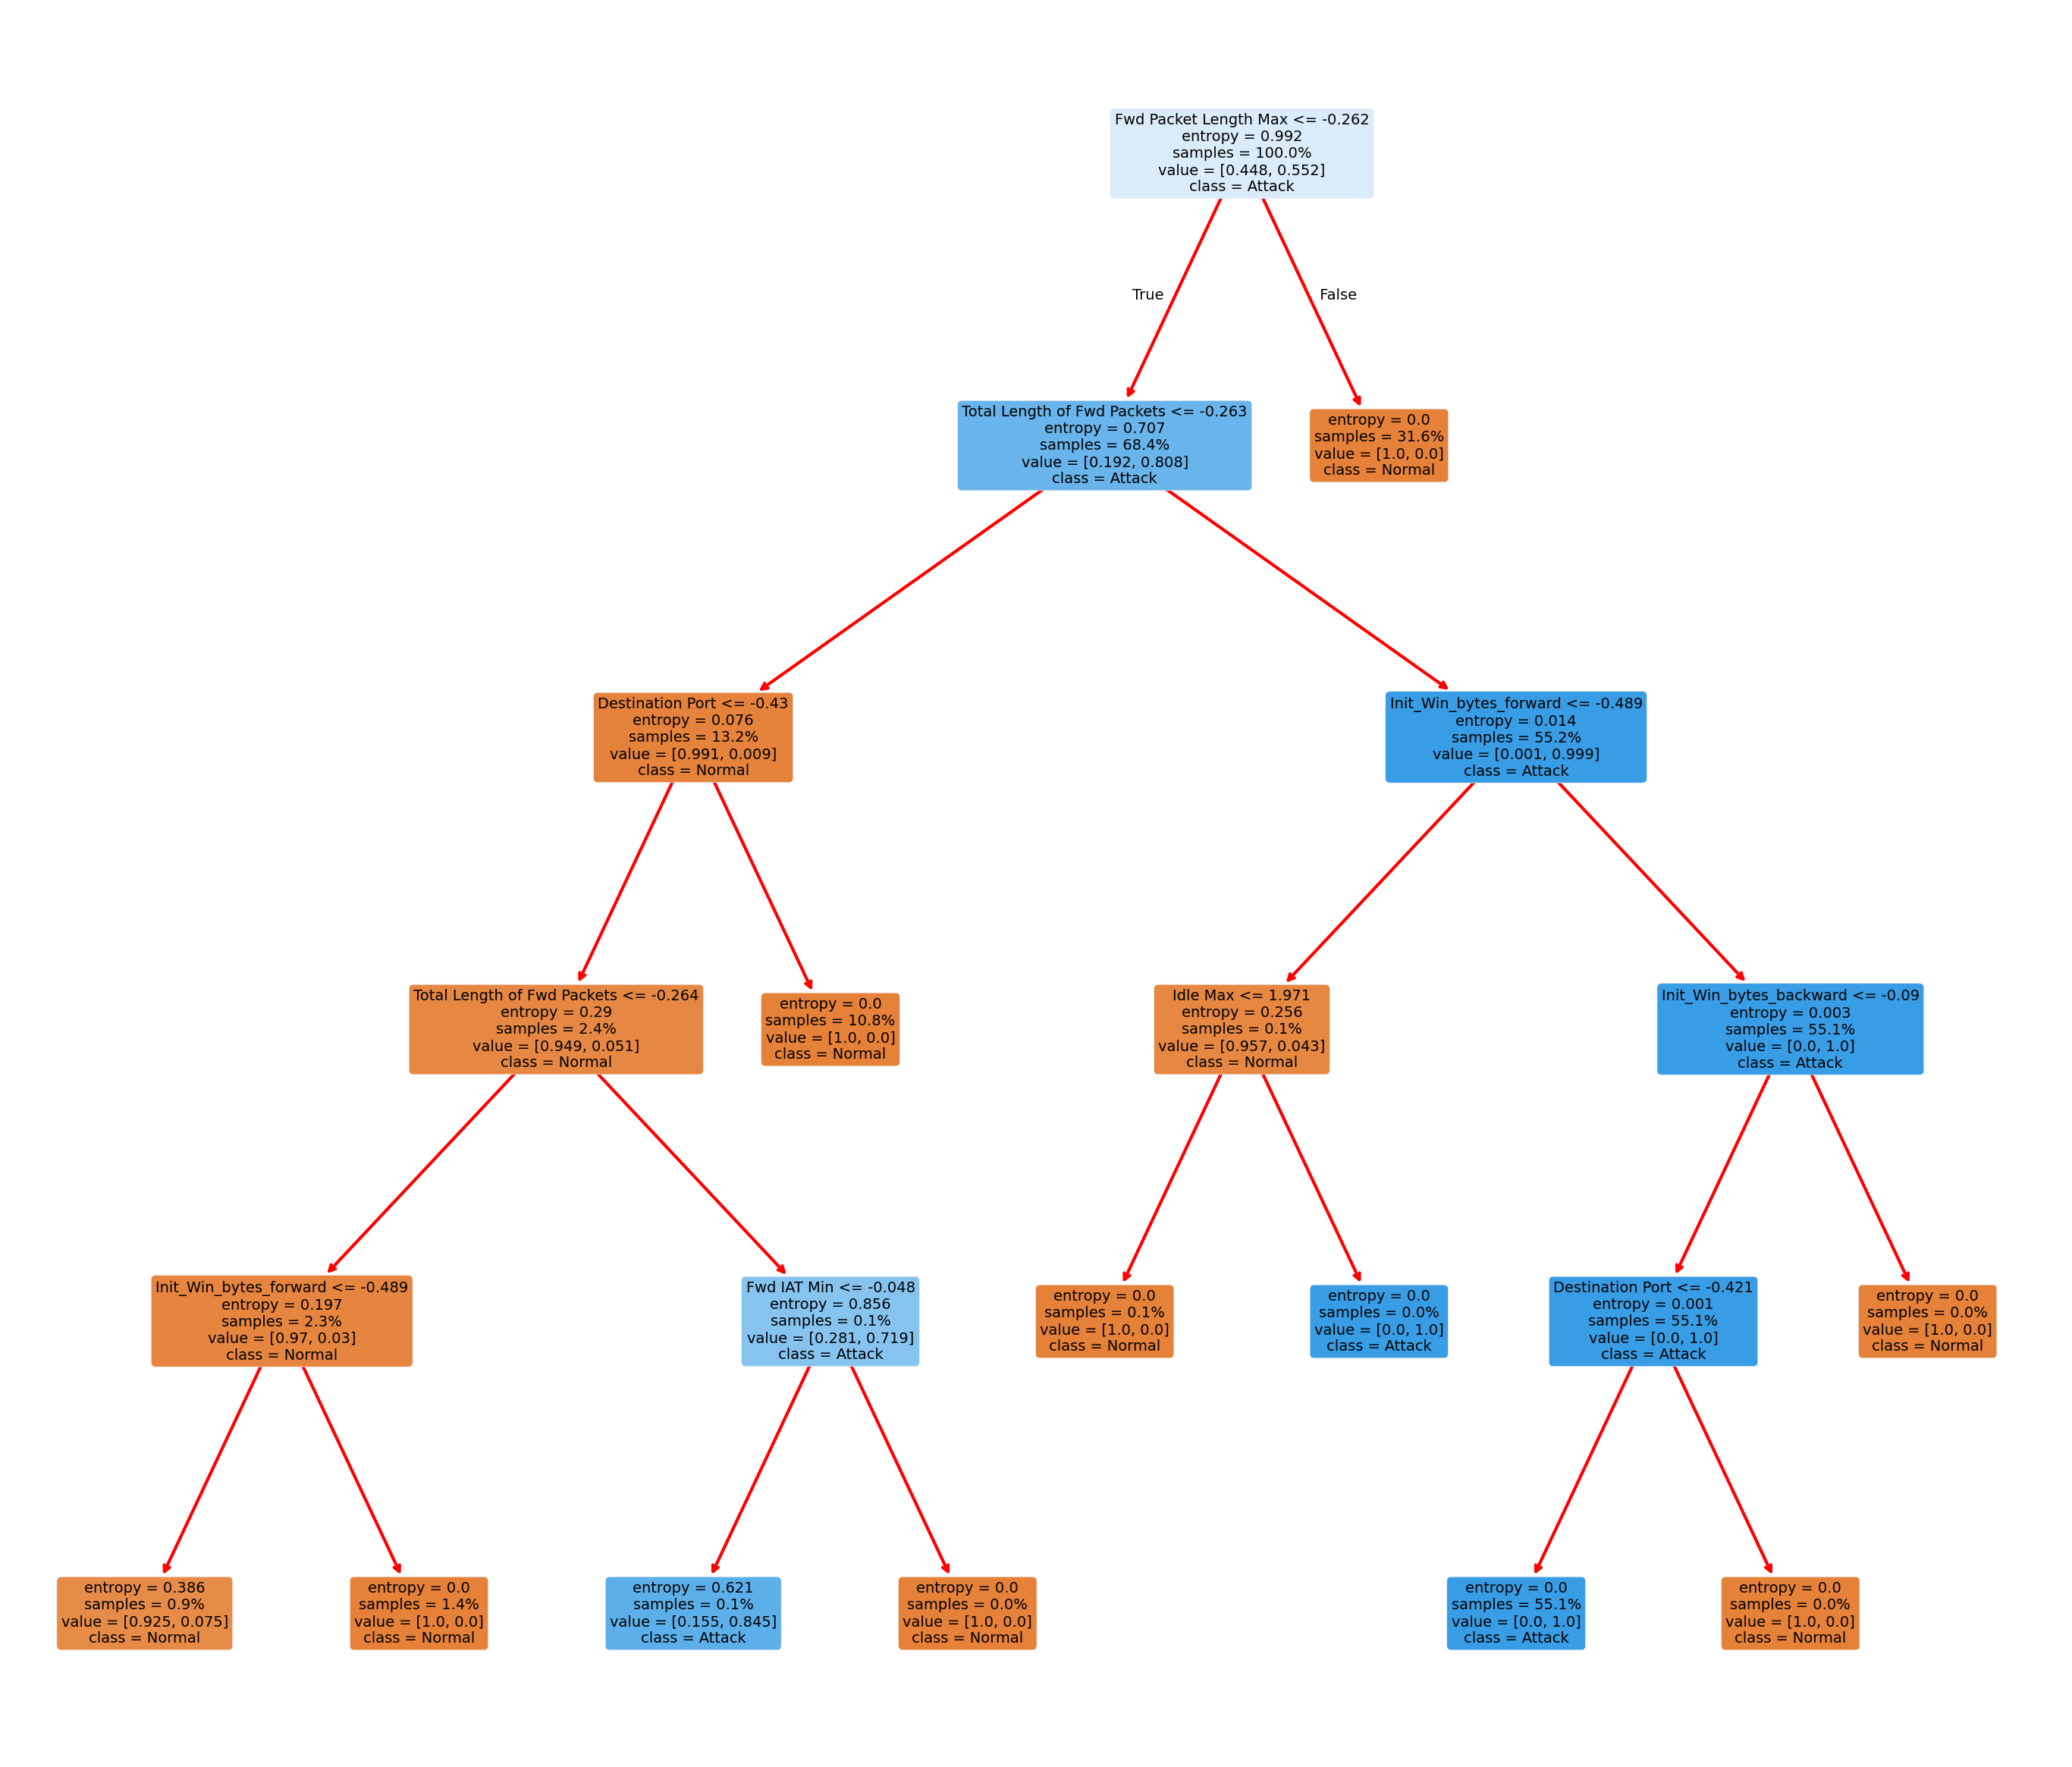 Fwd Packet Length Max <= -0.262
entropy = 0.992
samples = 100.0%
value = [0.448, 0.552]
class = Attack
True
False
Total Length of Fwd Packets <= -0.263
entropy = 0.707
samples = 68.4%
value = [0.192, 0.808]
class = Attack
entropy = 0.0
samples = 31.6%
value = [1.0, 0.0]
class = Normal
Destination Port <= -0.43
entropy = 0.076
samples = 13.2%
value = [0.991, 0.009]
class = Normal
Init_Win_bytes_forward <= -0.489
entropy = 0.014
samples = 55.2%
value = [0.001, 0.999]
class = Attack
Total Length of Fwd Packets <= -0.264
entropy = 0.29
samples = 2.4%
value = [0.949, 0.051]
class = Normal
entropy = 0.0
samples = 10.8%
value = [1.0, 0.0]
class = Normal
Idle Max <= 1.971
entropy = 0.256
samples = 0.1%
value = [0.957, 0.043]
class = Normal
Init_Win_bytes_backward <= -0.09
entropy = 0.003
samples = 55.1%
value = [0.0, 1.0]
class = Attack
Init_Win_bytes_forward <= -0.489
entropy = 0.197
samples = 2.3%
value = [0.97, 0.03]
class = Normal
Fwd IAT Min <= -0.048
entropy = 0.856
samples = 0.1%
value = [0.281, 0.719]
class = Attack
entropy = 0.0
samples = 0.1%
value = [1.0, 0.0]
class = Normal
entropy = 0.0
samples = 0.0%
value = [0.0, 1.0]
class = Attack
Destination Port <= -0.421
entropy = 0.001
samples = 55.1%
value = [0.0, 1.0]
class = Attack
entropy = 0.0
samples = 0.0%
value = [1.0, 0.0]
class = Normal
entropy = 0.386
samples = 0.9%
value = [0.925, 0.075]
class = Normal
entropy = 0.0
samples = 1.4%
value = [1.0, 0.0]
class = Normal
entropy = 0.621
samples = 0.1%
value = [0.155, 0.845]
class = Attack
entropy = 0.0
samples = 0.0%
value = [1.0, 0.0]
class = Normal
entropy = 0.0
samples = 55.1%
value = [0.0, 1.0]
class = Attack
entropy = 0.0
samples = 0.0%
value = [1.0, 0.0]
class = Normal